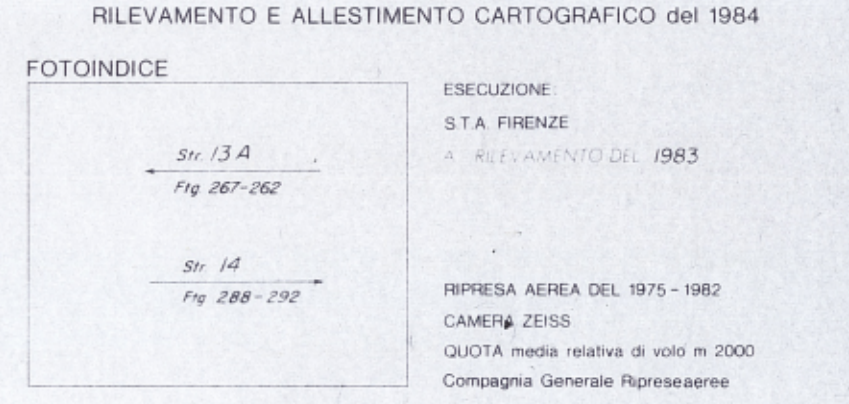 RILEVAMENTO E ALLESTIMENTO CARTOGRAFICO del 1984
FOTOINDICE
Str. 13 A
Ftg 267-262
Str. 14
Ftg 288-292
ESECUZIONE:
S.T.A. FIRENZE
A RILEVAMENTO DEL 1983
RIPRESA AEREA DEL 1975-1982
CAMERA ZEISS
QUOTA media relativa di volo m 2000
Compagnia Generale Ripreseaeree